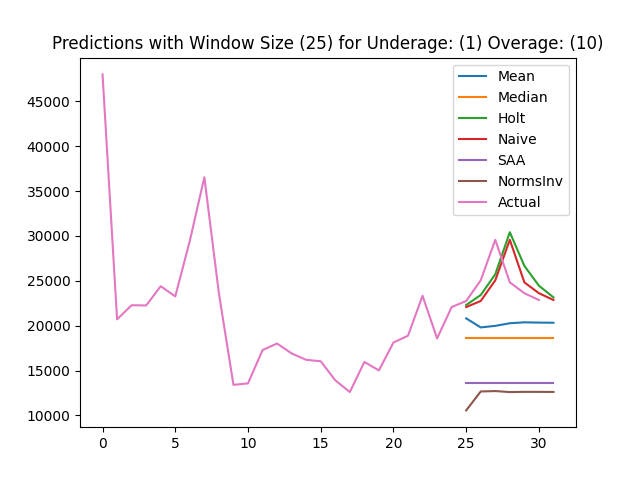 Predictions with Window Size (25) for Underage: (1) Overage: (10)
Mean
Median
Holt
Naive
SAA
NormsInv
Actual
45000
40000
35000
30000
25000
20000
15000
10000
0 5 10 15 20 25 30